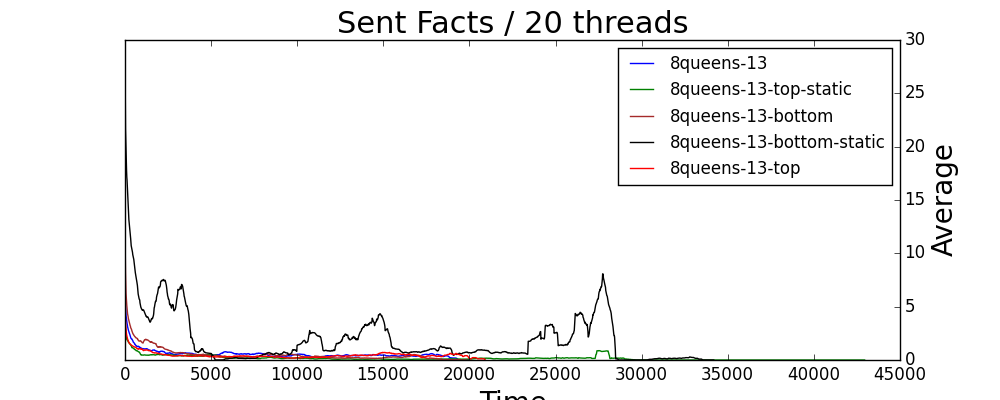 Sent Facts / 20 threads
8queens-13
8queens-13-top-static
8queens-13-bottom
8queens-13-bottom-static
8queens-13-top
30
25
20
15
10
5
0
Average
0 5000 10000 15000 20000 25000 30000 35000 40000 45000
Time